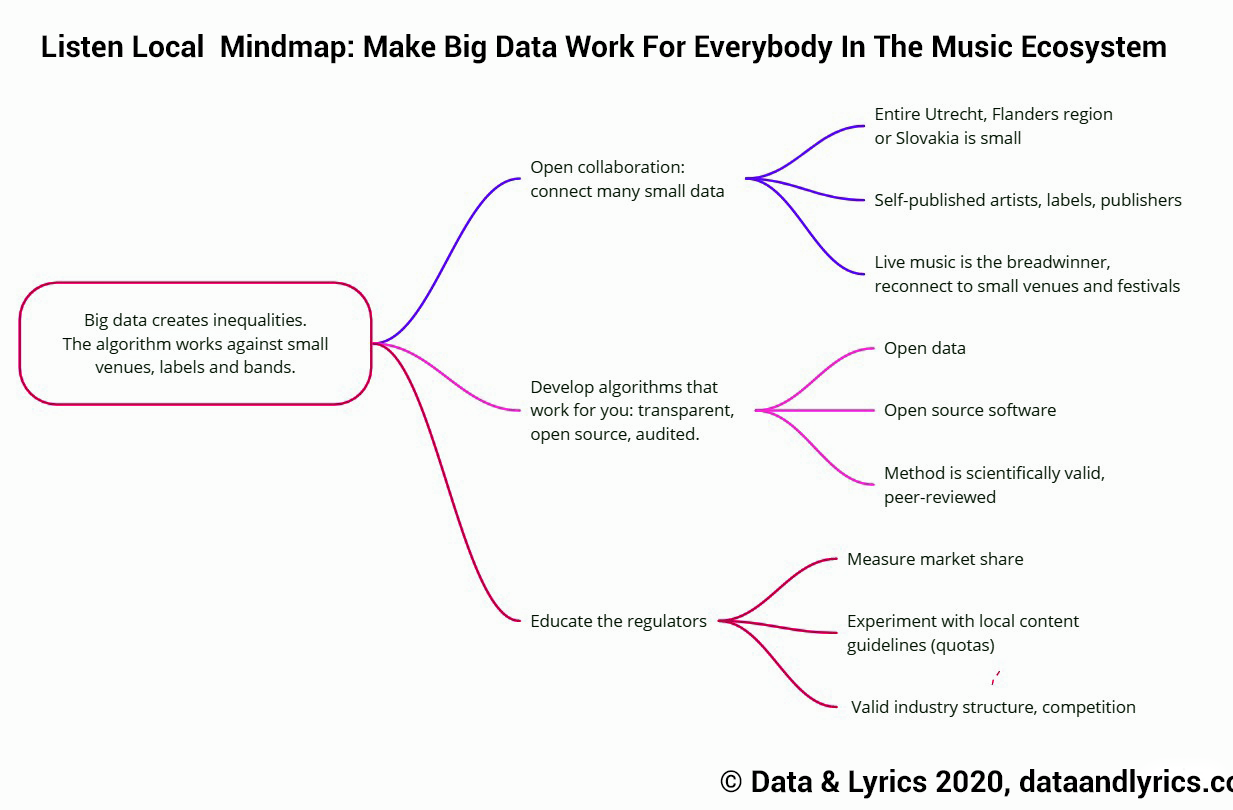 Listen Local  Mindmap: Make Big Data Work For Everybody In The Music Ecosystem
Big data creates inequalities.
The algorithm works against small
venues, labels and bands.
Open collaboration:
connect many small data
Entire Utrecht, Flanders region
or Slovakia is small
Self-published artists, labels, publishers
Live music is the breadwinner,
reconnect to small venues and festivals
Develop algorithms that
work for you: transparent,
open source, audited.
Open data
Open source software
Method is scientifically valid,
peer-reviewed
Educate the regulators
Measure market share
Experiment with local content
guidelines (quotas)
Valid industry structure, competition
© Data & Lyrics 2020, dataandlyrics.co